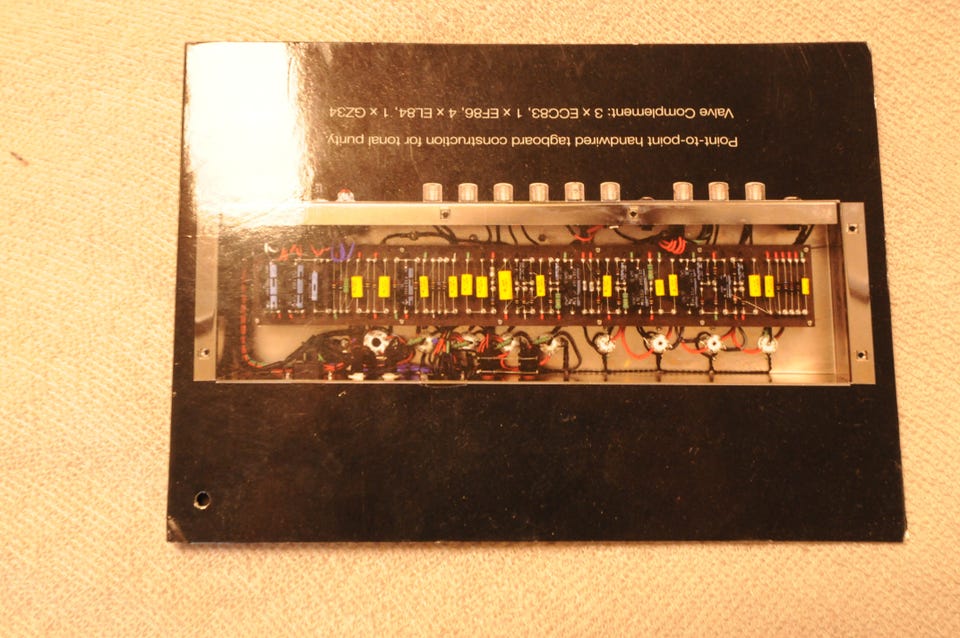 Point-to-point handwired tagboard construction for tonal purity.
Valve Complement: 3 x ECC83, 1 x EF86, 4 x EL84, 1 x GZ34